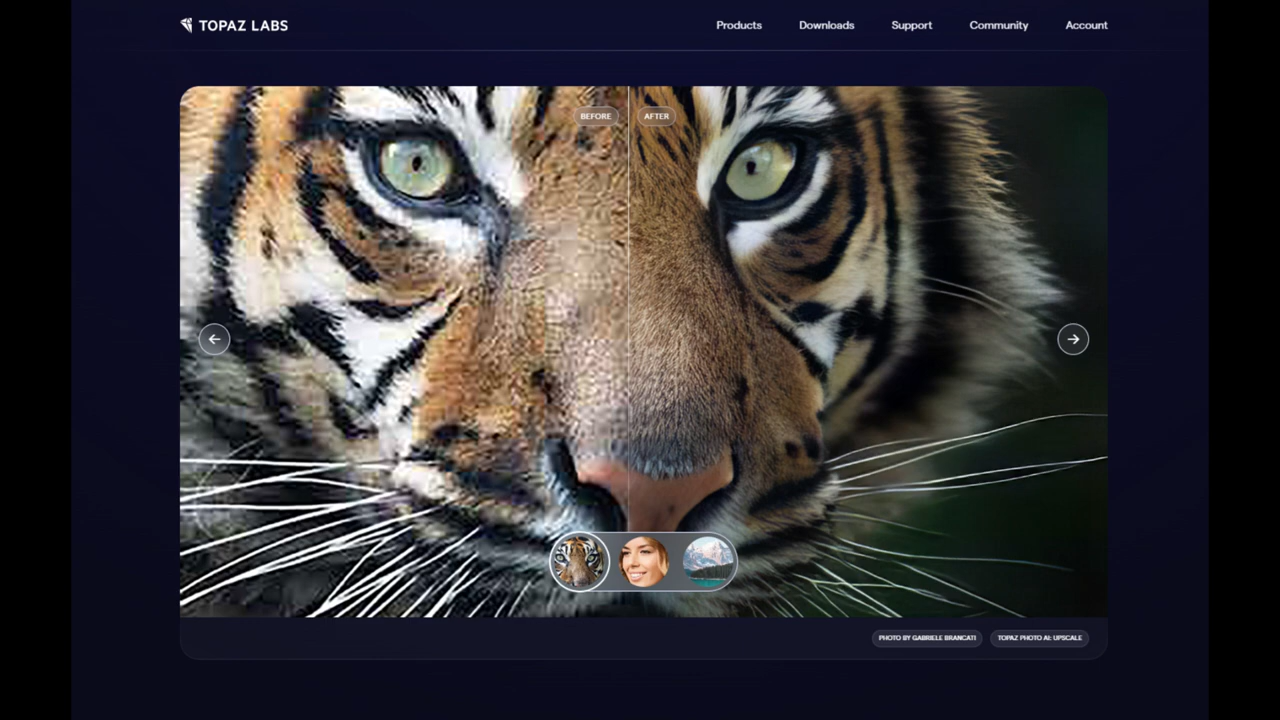 TOPAZ LABS
Products
Downloads
Support
Community
Account
BEFORE
AFTER
PHOTO BY GABRIELE BRANCATI
TOPAZ PHOTO AI: UPSCALE